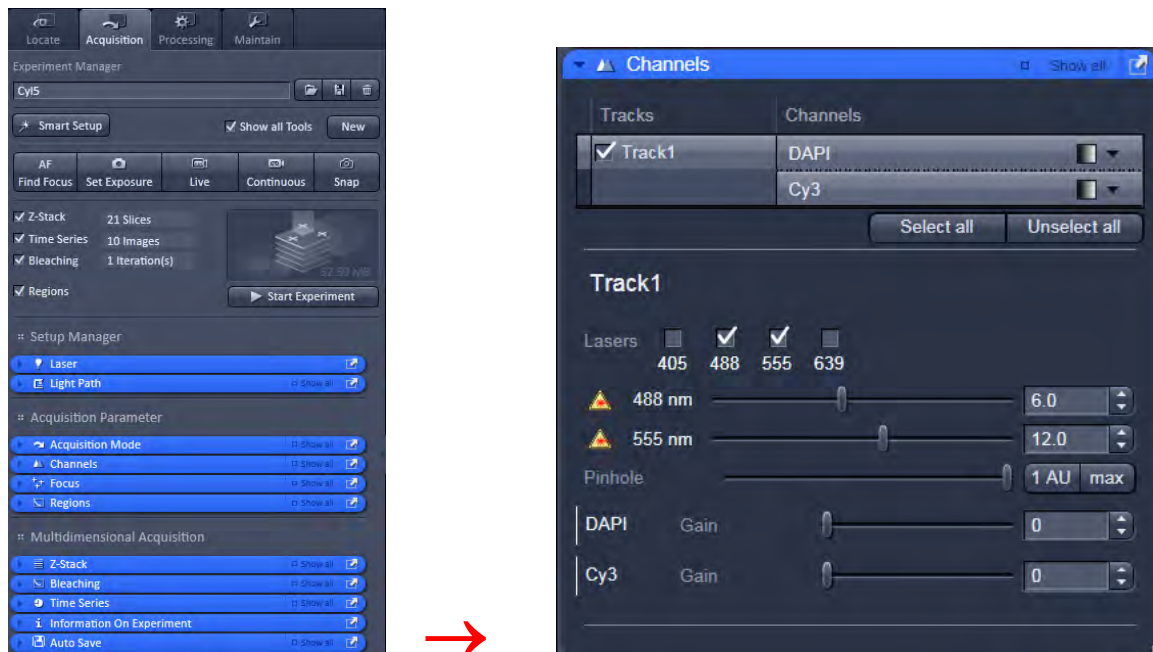 Locate Acquisition Processing Maintain
Experiment Manager
Cyl5
Smart Setup Show all Tools New
AF
Find Focus Set Exposure Live Continuous Snap
Z-Stack 21 Slices
Time Series 10 Images
Bleaching 1 Iteration(s)
52.50 MB
Regions
Start Experiment
Setup Manager
Laser
Light Path Show all
Acquisition Parameter
Acquisition Mode Show all
Channels Show all
Focus Show all
Regions Show all
Multidimensional Acquisition
Z-Stack Show all
Bleaching Show all
Time Series Show all
Information On Experiment
Auto Save Show all
Channels Show all
Tracks Channels
Track1 DAPI
Cy3
Select all Unselect all
Track1
Lasers
405 488 555 639
488 nm 6.0
555 nm 12.0
Pinhole 1 AU max
DAPI Gain 0
Cy3 Gain 0